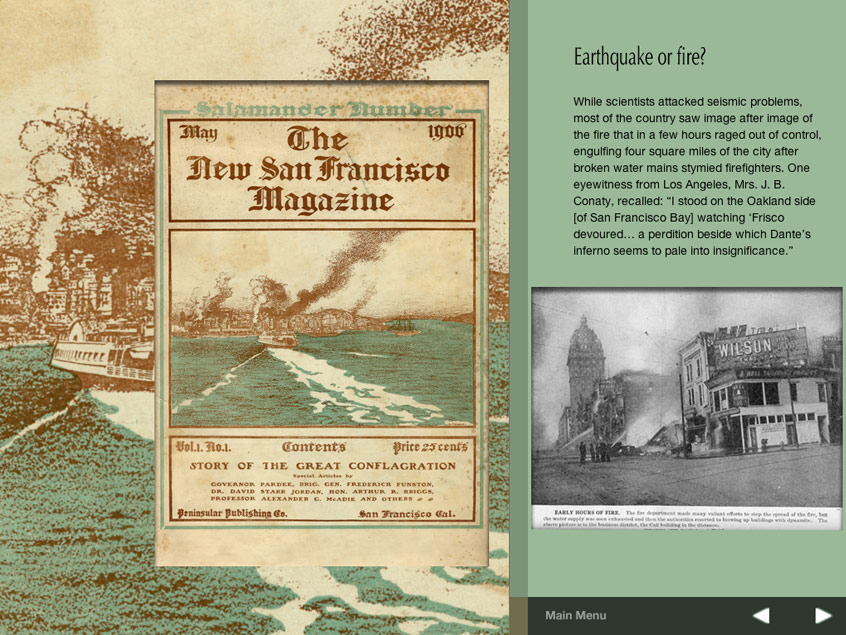 Salamander Number
May
1906
The
New San Francisco
Magazine
Vol.1. No.1.
Contents
Price 25 cents
STORY OF THE GREAT CONFLAGRATION
Special Articles by
GOVERNOR PARDEE, BRIG. GEN. FREDERICK FUNSTON,
DR. DAVID STARR JORDAN, HON. ARTHUR R. BRIGGS,
PROFESSOR ALEXANDER G. McADIE AND OTHERS
Peninsular Publishing Co.
San Francisco Cal.
Earthquake or fire?
While scientists attacked seismic problems,
most of the country saw image after image of
the fire that in a few hours raged out of control,
engulfing four square miles of the city after
broken water mains stymied firefighters. One
eyewitness from Los Angeles, Mrs. J. B.
Conaty, recalled: “I stood on the Oakland side
[of San Francisco Bay] watching ‘Frisco
devoured… a perdition beside which Dante’s
inferno seems to pale into insignificance.”
WILSON
EARLY HOURS OF FIRE. The fire department made many valiant efforts to stop the spread of the fire, but
the water supply was soon exhausted and then the authorities resorted to blowing up buildings with dynamite. The
above picture is in the business district, the Call building in the distance.
Main Menu